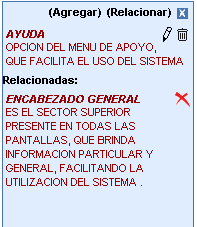 (Agregar) (Relacionar) X
AYUDA
OPCION DEL MENU DE APOYO,
QUE FACILITA EL USO DEL SISTEMA
Relacionadas:
ENCABEZADO GENERAL
ES EL SECTOR SUPERIOR
PRESENTE EN TODAS LAS
PANTALLAS, QUE BRINDA
INFORMACION PARTICULAR Y
GENERAL, FACILITANDO LA
UTILIZACION DEL SISTEMA .